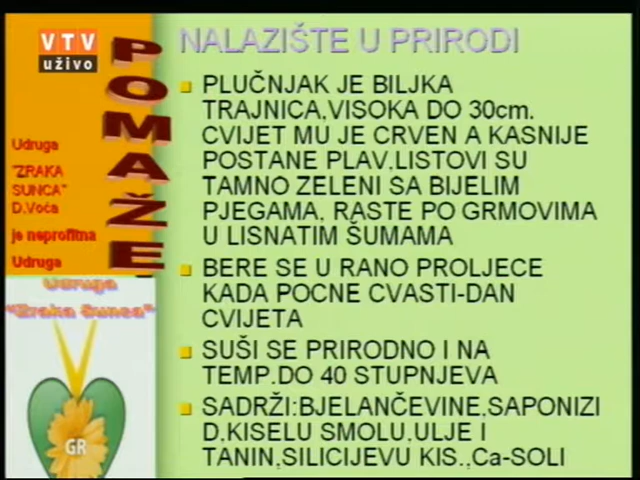 VTV
uživo
POMAŽE
Udruga
"ZRAKA
SUNCA"
D.Voća
je neprofitna
Udruga
Udruga
"Zraka Sunca"
GR
NALAZIŠTE U PRIRODI
PLUČNJAK JE BILJKA
TRAJNICA,VISOKA DO 30cm.
CVIJET MU JE CRVEN A KASNIJE
POSTANE PLAV.LISTOVI SU
TAMNO ZELENI SA BIJELIM
PJEGAMA, RASTE PO GRMOVIMA
U LISNATIM ŠUMAMA
BERE SE U RANO PROLJECE
KADA POCNE CVASTI-DAN
CVIJETA
SUŠI SE PRIRODNO I NA
TEMP.DO 40 STUPNJEVA
SADRŽI:BJELANČEVINE,SAPONIZI
D,KISELU SMOLU,ULJE I
TANIN,SILICIJEVU KIS.,Ca-SOLI